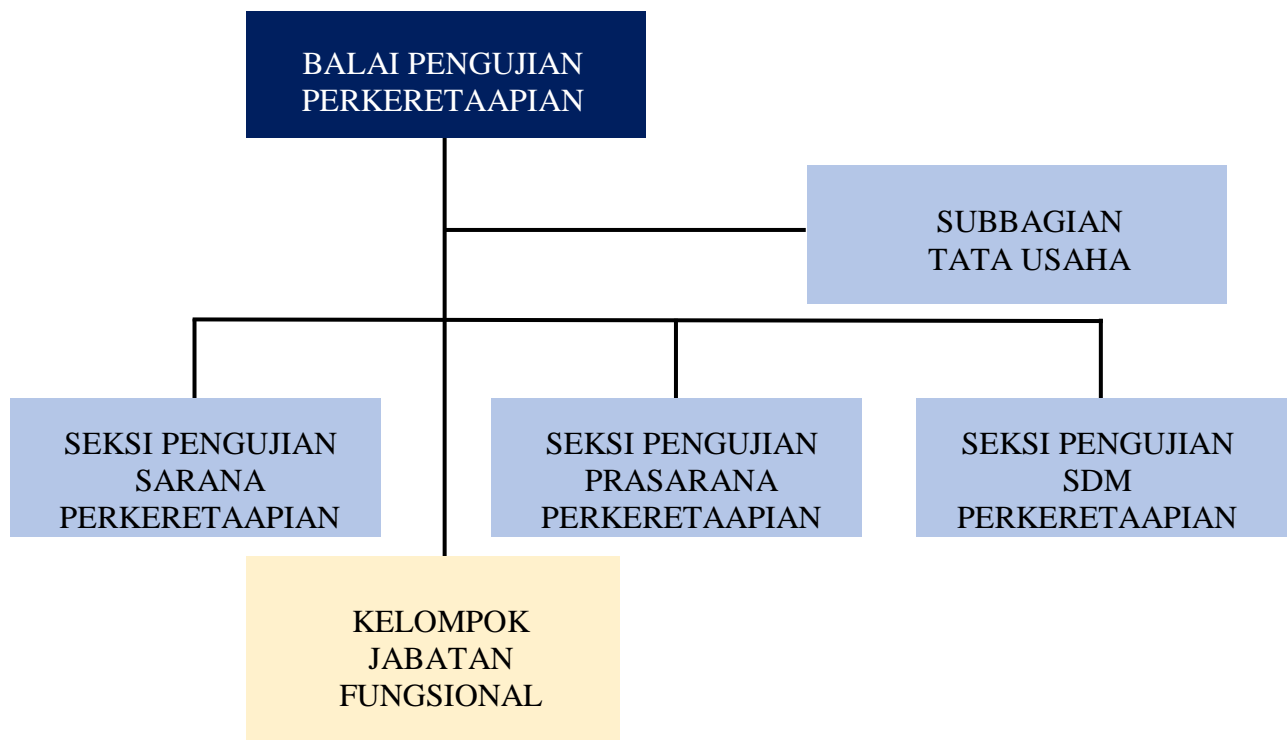 BALAI PENGUJIAN
PERKERETAAPIAN
SUBBAGIAN
TATA USAHA
SEKSI PENGUJIAN
SARANA
PERKERETAAPIAN
SEKSI PENGUJIAN
PRASARANA
PERKERETAAPIAN
SEKSI PENGUJIAN
SDM
PERKERETAAPIAN
KELOMPOK
JABATAN
FUNGSIONAL